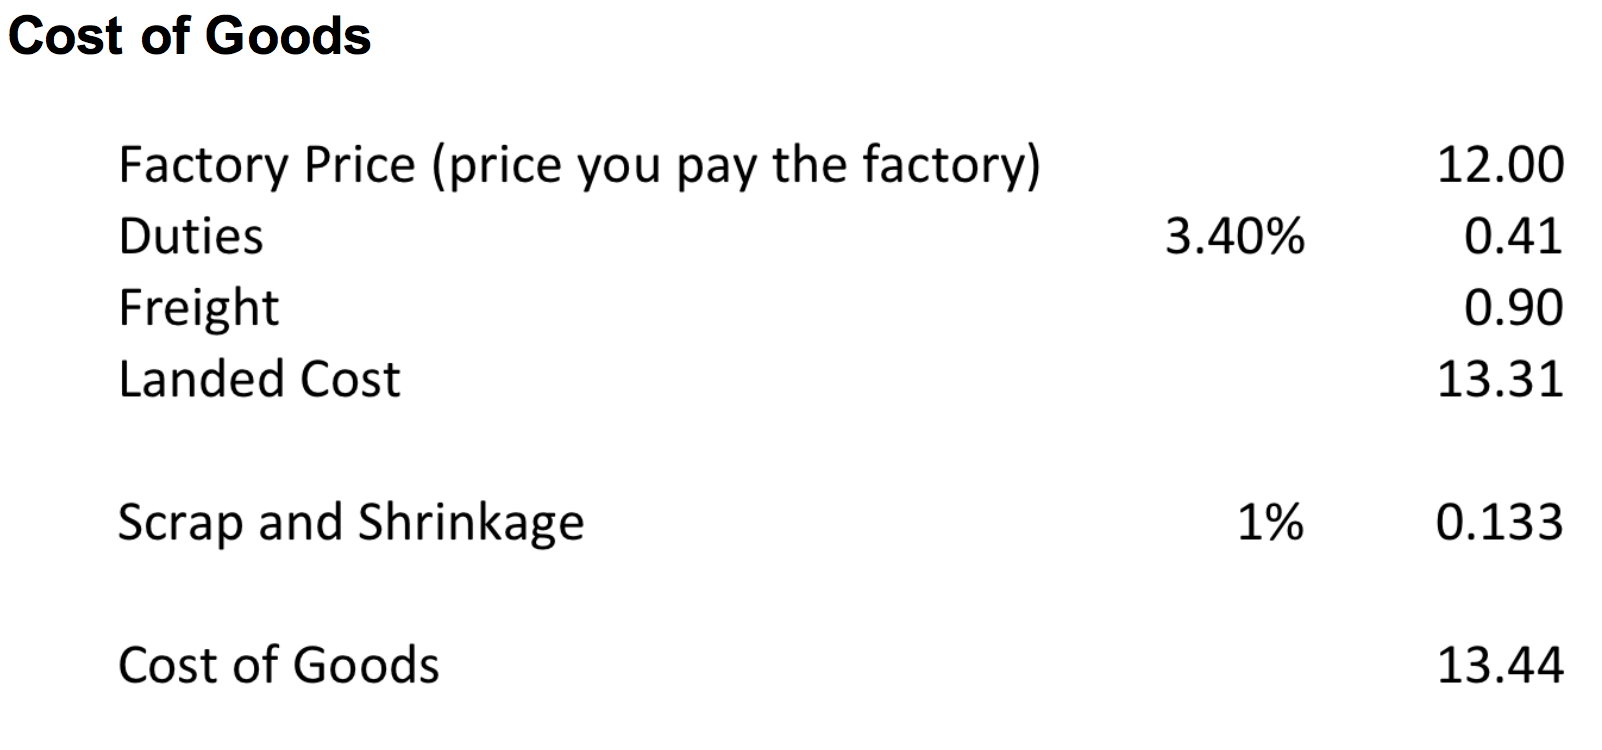 Cost of Goods
Factory Price (price you pay the factory) 12.00
Duties 3.40% 0.41
Freight 0.90
Landed Cost 13.31
Scrap and Shrinkage 1% 0.133
Cost of Goods 13.44